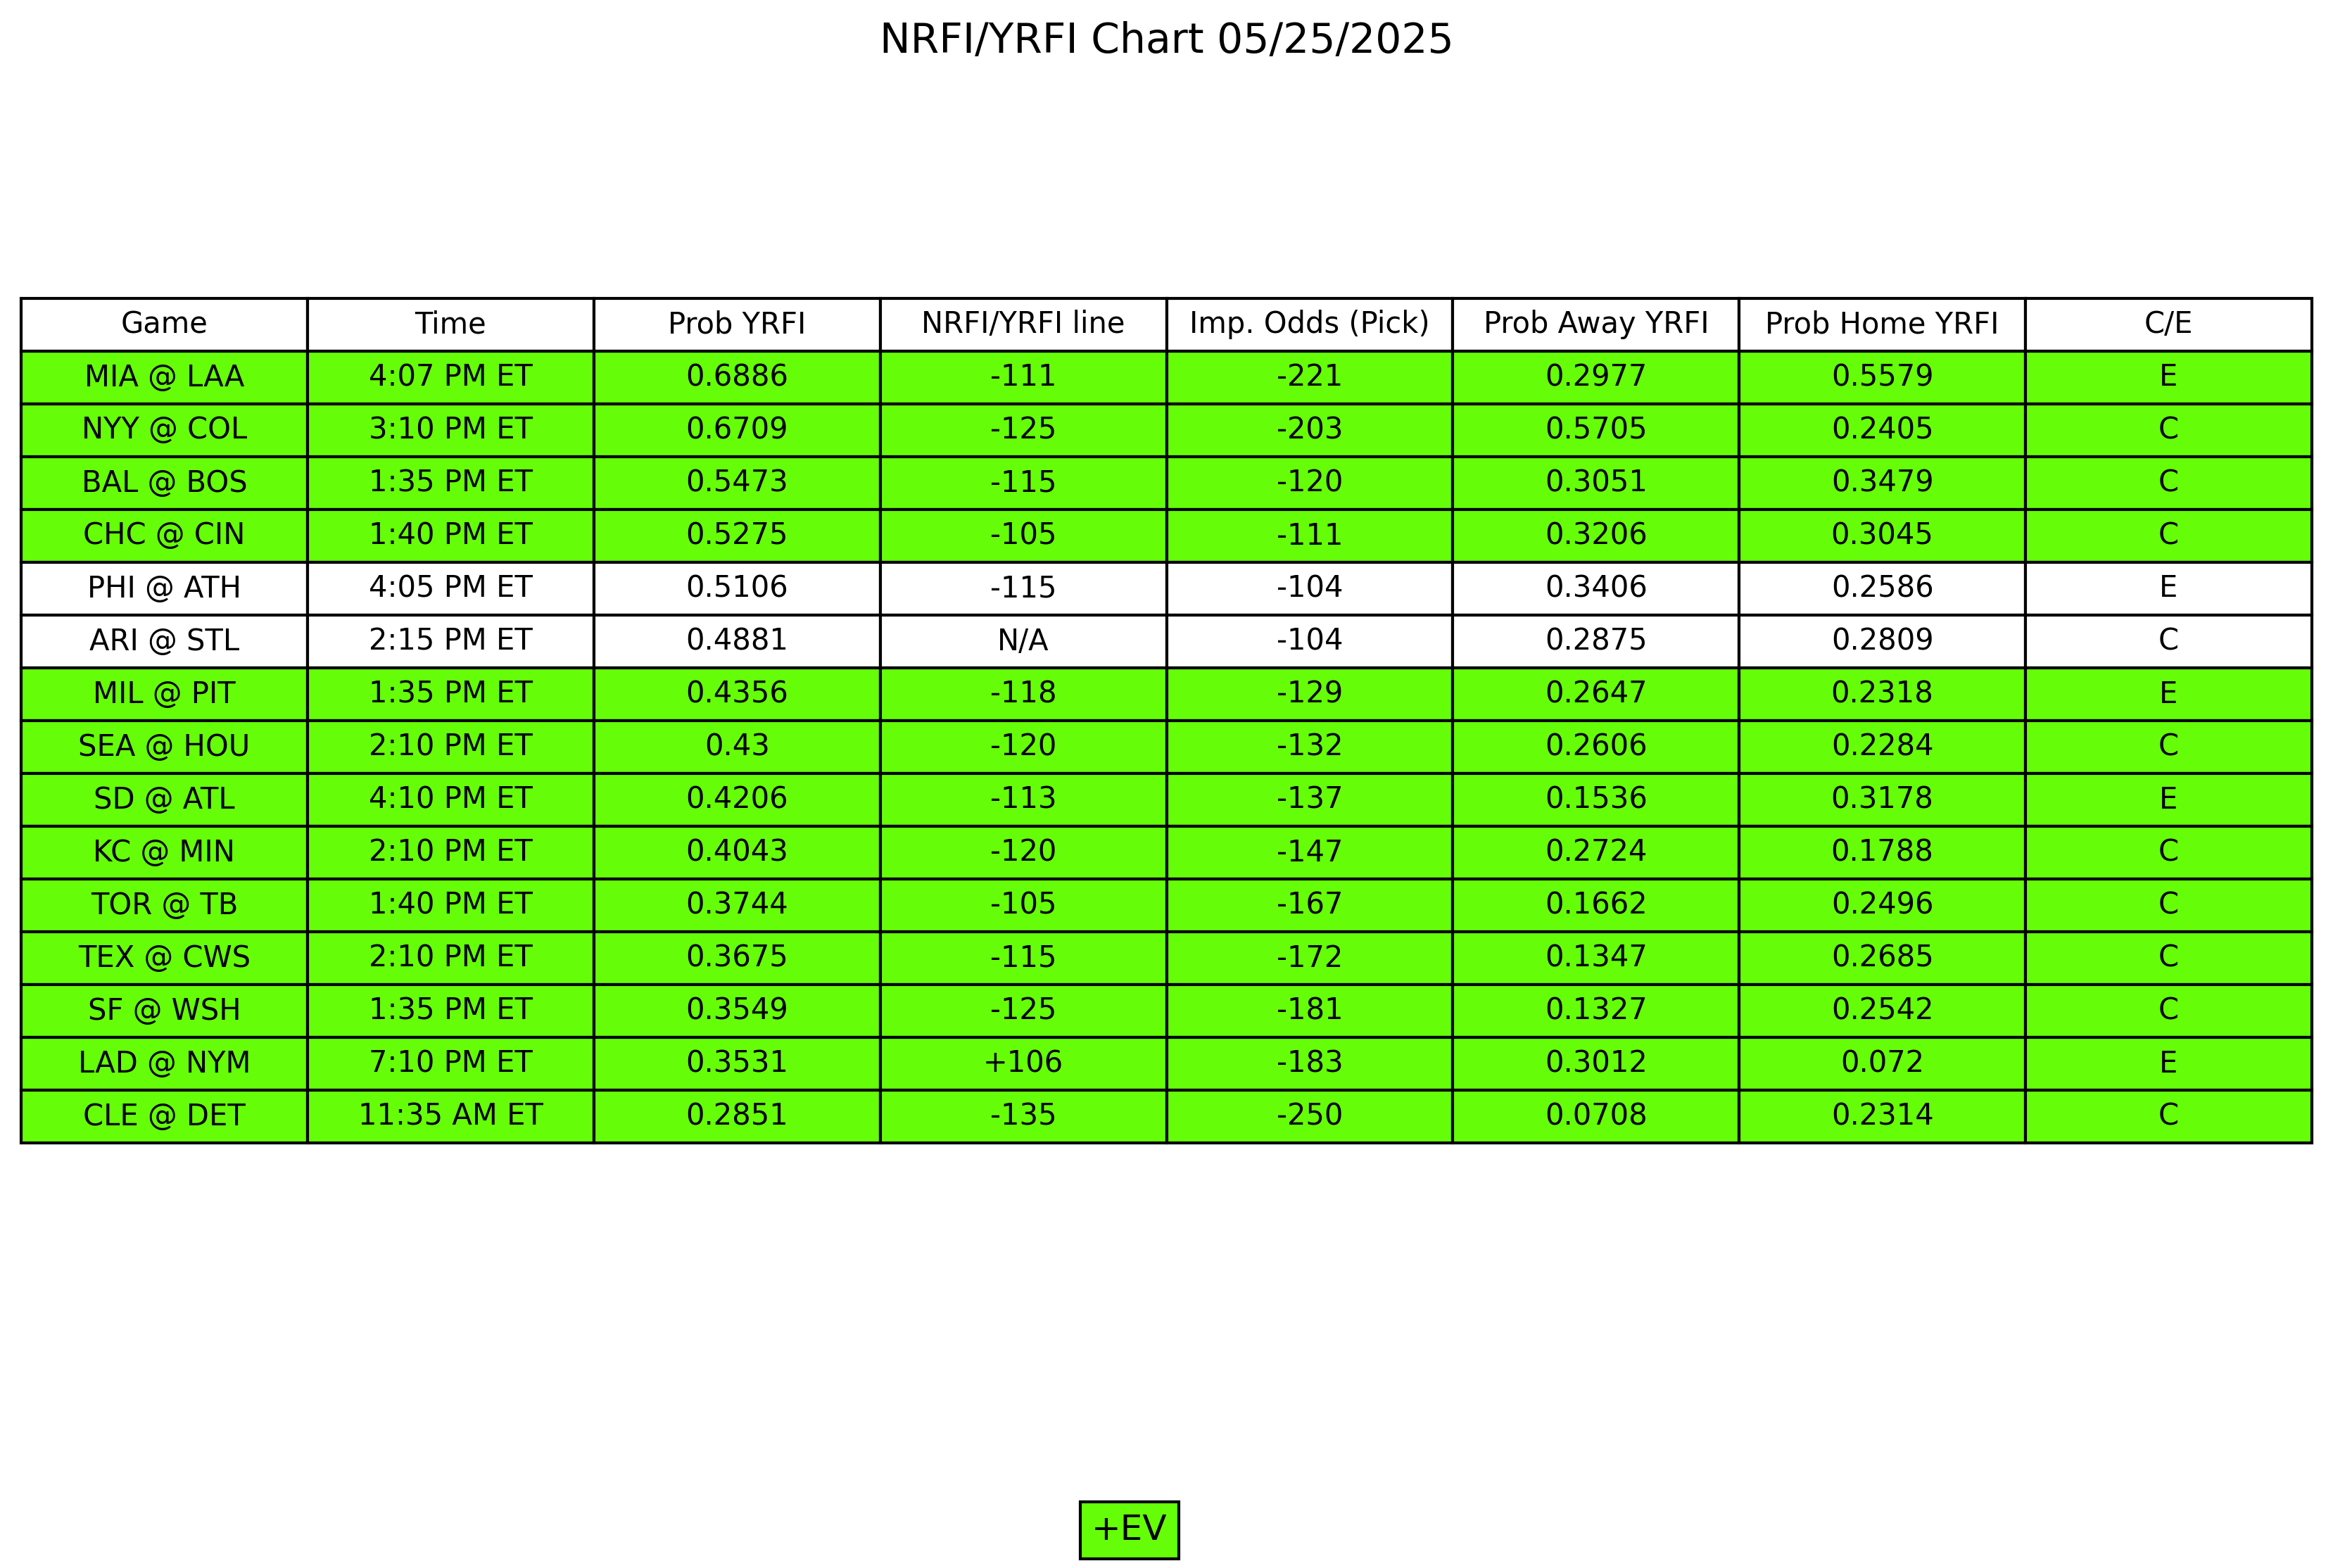 NRFI/YRFI Chart 05/25/2025
Game Time Prob YRFI NRFI/YRFI line Imp. Odds (Pick) Prob Away YRFI Prob Home YRFI C/E
MIA @ LAA 4:07 PM ET 0.6886 -111 -221 0.2977 0.5579 E
NYY @ COL 3:10 PM ET 0.6709 -125 -203 0.5705 0.2405 C
BAL @ BOS 1:35 PM ET 0.5473 -115 -120 0.3051 0.3479 C
CHC @ CIN 1:40 PM ET 0.5275 -105 -111 0.3206 0.3045 C
PHI @ ATH 4:05 PM ET 0.5106 -115 -104 0.3406 0.2586 E
ARI @ STL 2:15 PM ET 0.4881 N/A -104 0.2875 0.2809 C
MIL @ PIT 1:35 PM ET 0.4356 -118 -129 0.2647 0.2318 E
SEA @ HOU 2:10 PM ET 0.43 -120 -132 0.2606 0.2284 C
SD @ ATL 4:10 PM ET 0.4206 -113 -137 0.1536 0.3178 E
KC @ MIN 2:10 PM ET 0.4043 -120 -147 0.2724 0.1788 C
TOR @ TB 1:40 PM ET 0.3744 -105 -167 0.1662 0.2496 C
TEX @ CWS 2:10 PM ET 0.3675 -115 -172 0.1347 0.2685 C
SF @ WSH 1:35 PM ET 0.3549 -125 -181 0.1327 0.2542 C
LAD @ NYM 7:10 PM ET 0.3531 +106 -183 0.3012 0.072 E
CLE @ DET 11:35 AM ET 0.2851 -135 -250 0.0708 0.2314 C
+EV